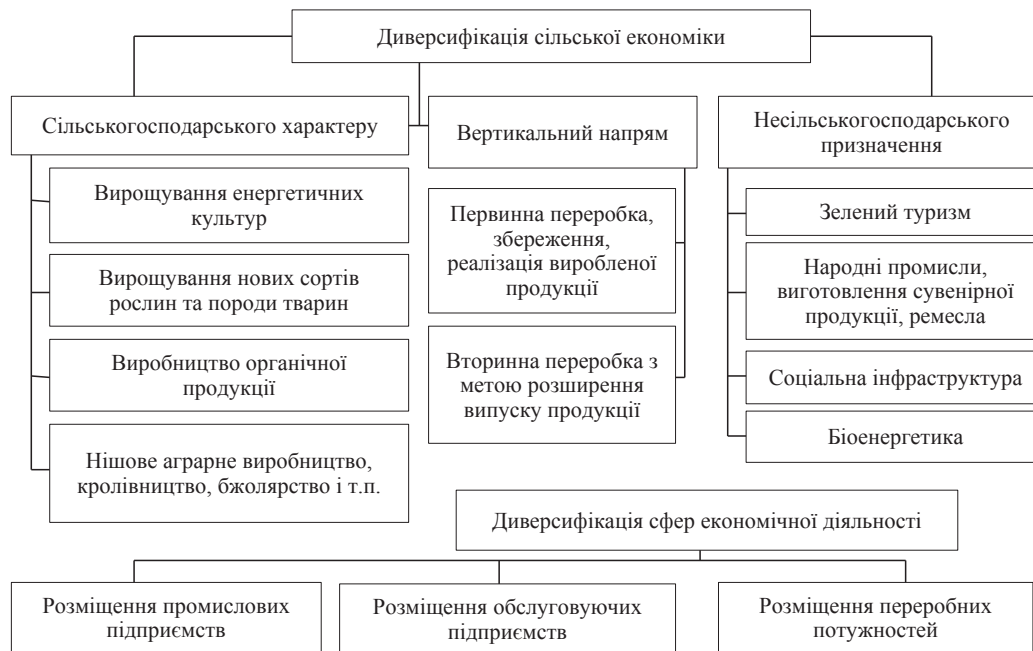 Диверсифікація сільської економіки
Сільськогосподарського характеру
Вирощування енергетичних
культур
Вирощування нових сортів
рослин та породи тварин
Виробництво органічної
продукції
Нішове аграрне виробництво,
кролівництво, бжолярство і т.п.
Вертикальний напрям
Первинна переробка,
збереження,
реалізація виробленої
продукції
Вторинна переробка з
метою розширення
випуску продукції
Несільськогосподарського
призначення
Зелений туризм
Народні промисли,
виготовлення сувенірної
продукції, ремесла
Соціальна інфраструктура
Біоенергетика
Диверсифікація сфер економічної діяльності
Розміщення промислових
підприємств
Розміщення обслуговуючих
підприємств
Розміщення переробних
потужностей